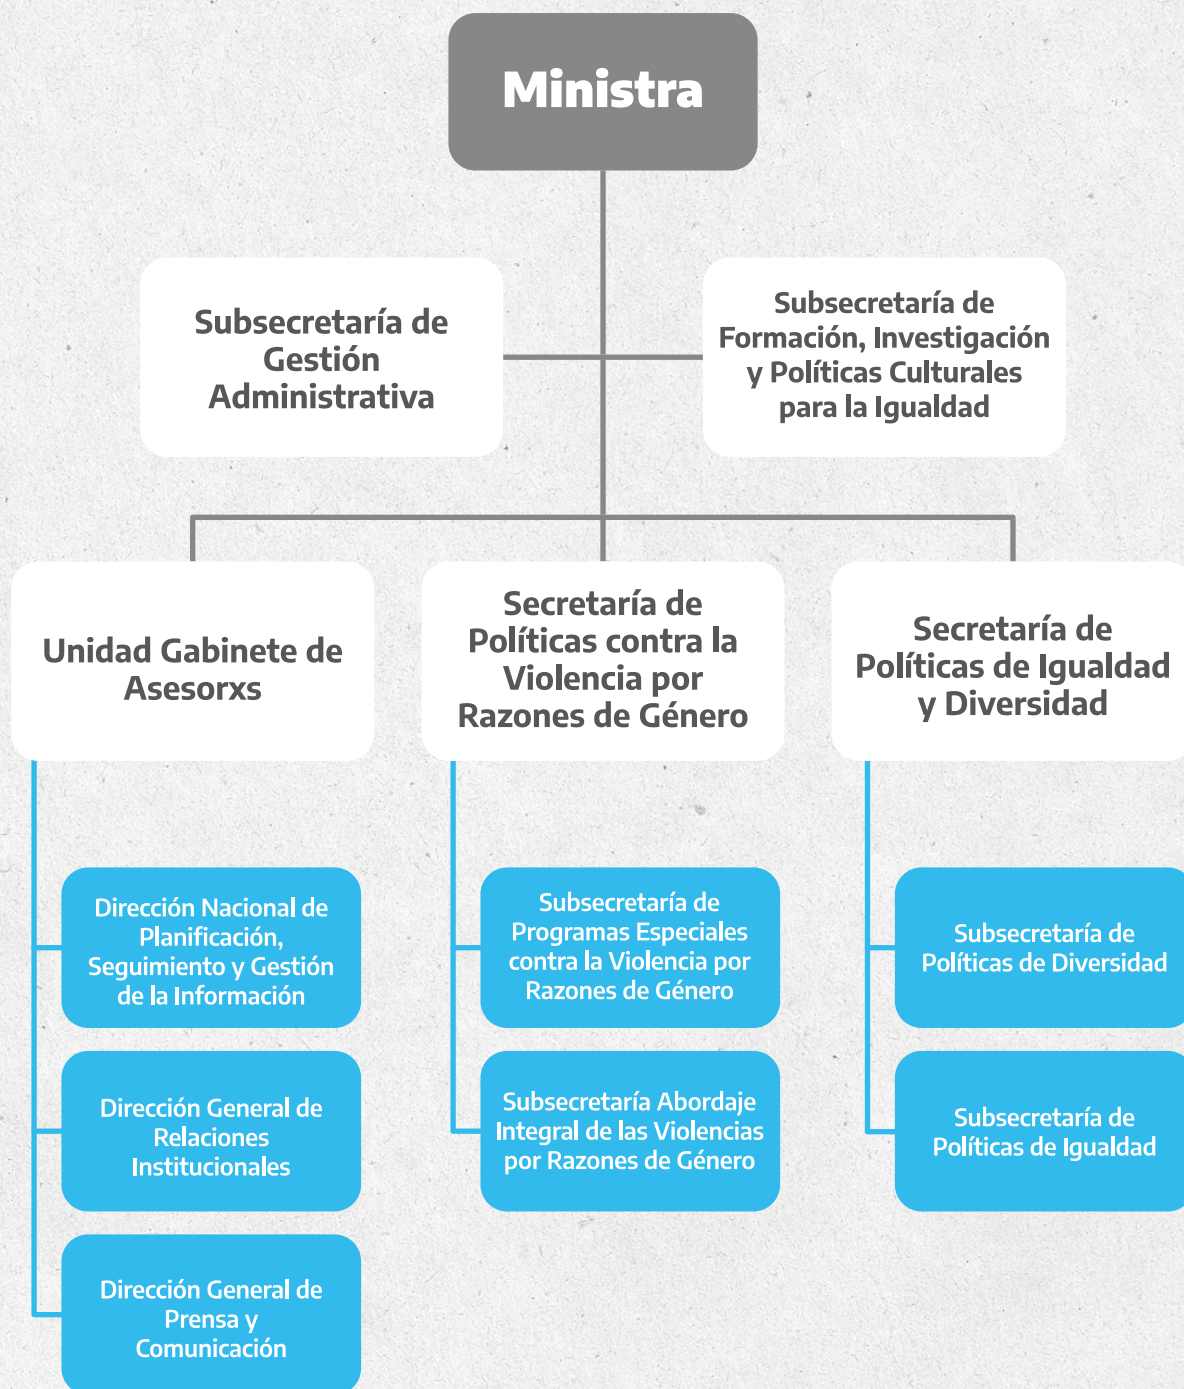 Ministra
Subsecretaría de
Gestión
Administrativa
Subsecretaría de
Formación, Investigación
y Políticas Culturales
para la Igualdad
Unidad Gabinete de
Asesorxs
Secretaría de
Políticas contra la
Violencia por
Razones de Género
Secretaría de
Políticas de Igualdad
y Diversidad
Dirección Nacional de
Planificación,
Seguimiento y Gestión
de la Información
Dirección General de
Relaciones
Institucionales
Dirección General de
Prensa y
Comunicación
Subsecretaría de
Programas Especiales
contra la Violencia por
Razones de Género
Subsecretaría Abordaje
Integral de las Violencias
por Razones de Género
Subsecretaría de
Políticas de Diversidad
Subsecretaría de
Políticas de Igualdad